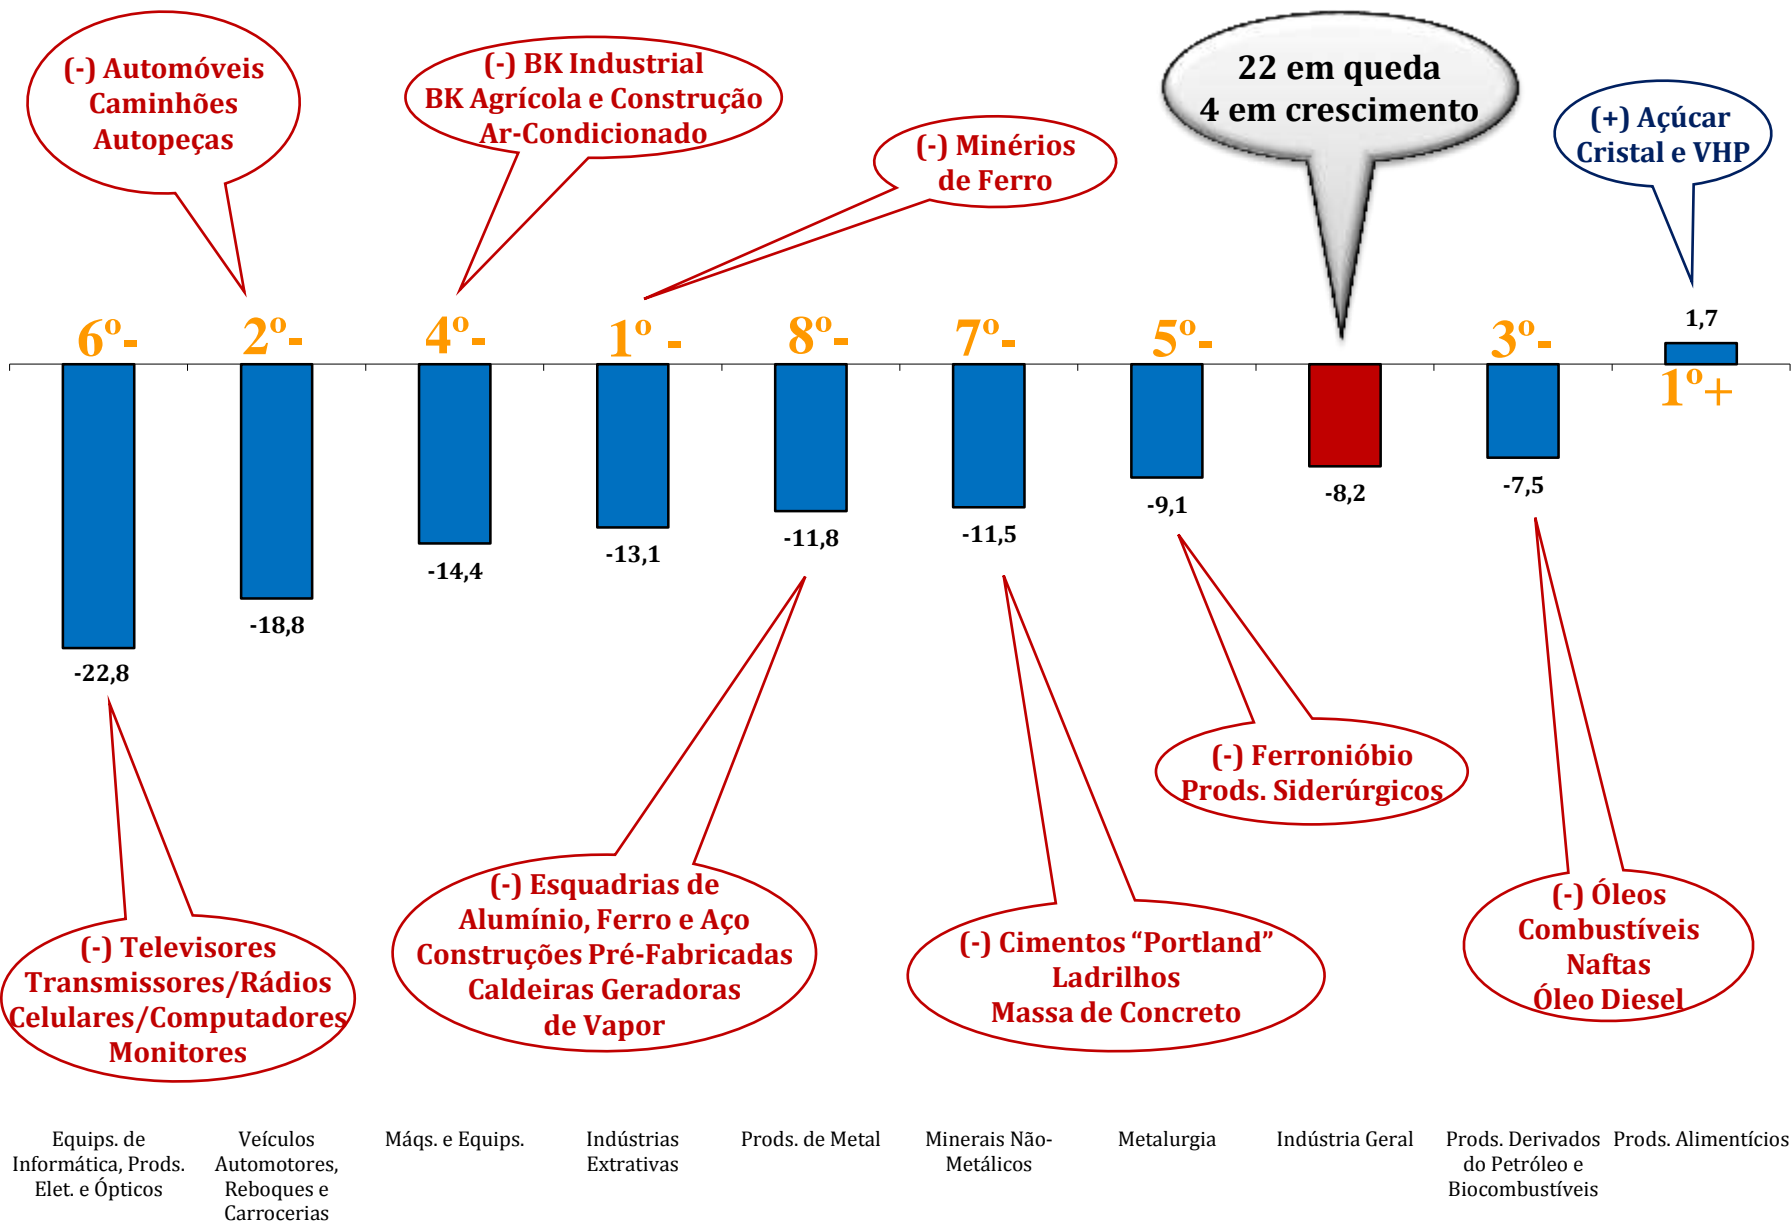 (-) Automóveis
Caminhões
Autopeças
(-) BK Industrial
BK Agrícola e Construção
Ar-Condicionado
(-) Minérios
de Ferro
22 em queda
4 em crescimento
(+) Açúcar
Cristal e VHP
6º-
2º-
4º-
1º -
8º-
7º-
5º-
3º-
1,7
1º+
-22,8
-18,8
-14,4
-13,1
-11,8
-11,5
-9,1
-8,2
-7,5
(-) Televisores
Transmissores/Rádios
Celulares/Computadores
Monitores
(-) Esquadrias de
Alumínio, Ferro e Aço
Construções Pré-Fabricadas
Caldeiras Geradoras
de Vapor
(-) Cimentos “Portland”
Ladrilhos
Massa de Concreto
(-) Ferronióbio
Prods. Siderúrgicos
(-) Óleos
Combustíveis
Naftas
Óleo Diesel
Equips. de
Informática, Prods.
Elet. e Ópticos
Veículos
Automotores,
Reboques e
Carrocerias
Máqs. e Equips.
Indústrias
Extrativas
Prods. de Metal
Minerais Não-
Metálicos
Metalurgia
Indústria Geral
Prods. Derivados
do Petróleo e
Biocombustíveis
Prods. Alimentícios